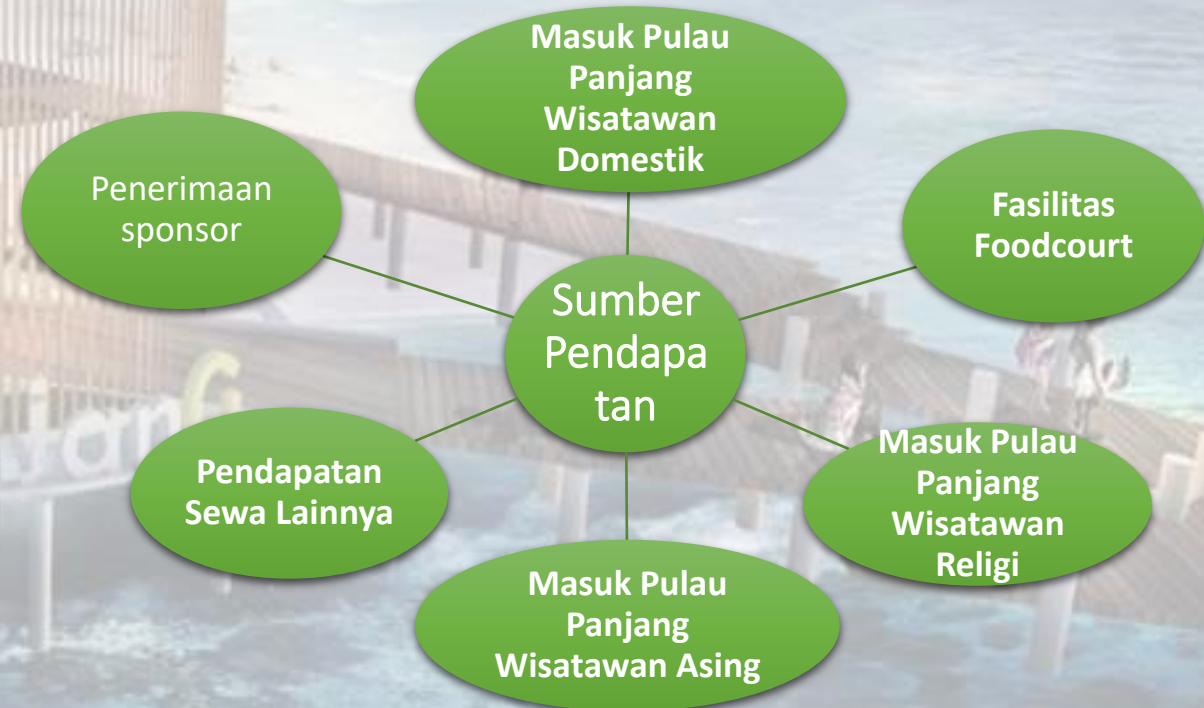 Masuk Pulau
Panjang
Wisatawan
Domestik
Penerimaan
sponsor
Fasilitas
Foodcourt
Sumber
Pendapa
tan
Pendapatan
Sewa Lainnya
Masuk Pulau
Panjang
Wisatawan
Religi
Masuk Pulau
Panjang
Wisatawan Asing